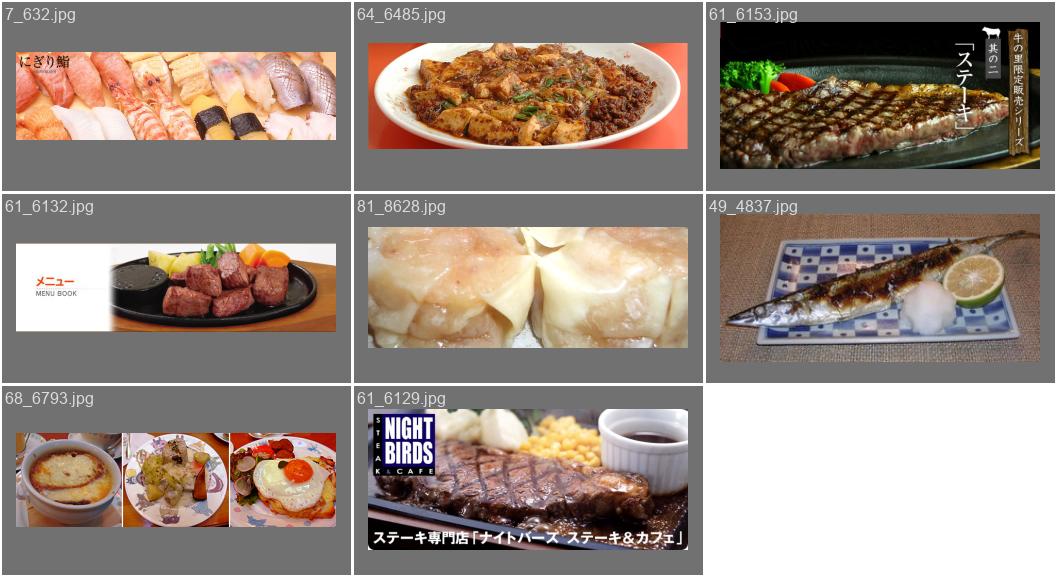 7_632.jpg
にぎり鮨
64_6485.jpg
61_6153.jpg
牛の里限定販売シリーズ
其の二
「ステーキ」
61_6132.jpg
メニュー
MENU BOOK
81_8628.jpg
49_4837.jpg
68_6793.jpg
61_6129.jpg
NIGHT
BIRDS
STEAK & CAFE
ステーキ専門店「ナイトバーズ ステーキ&カフェ」